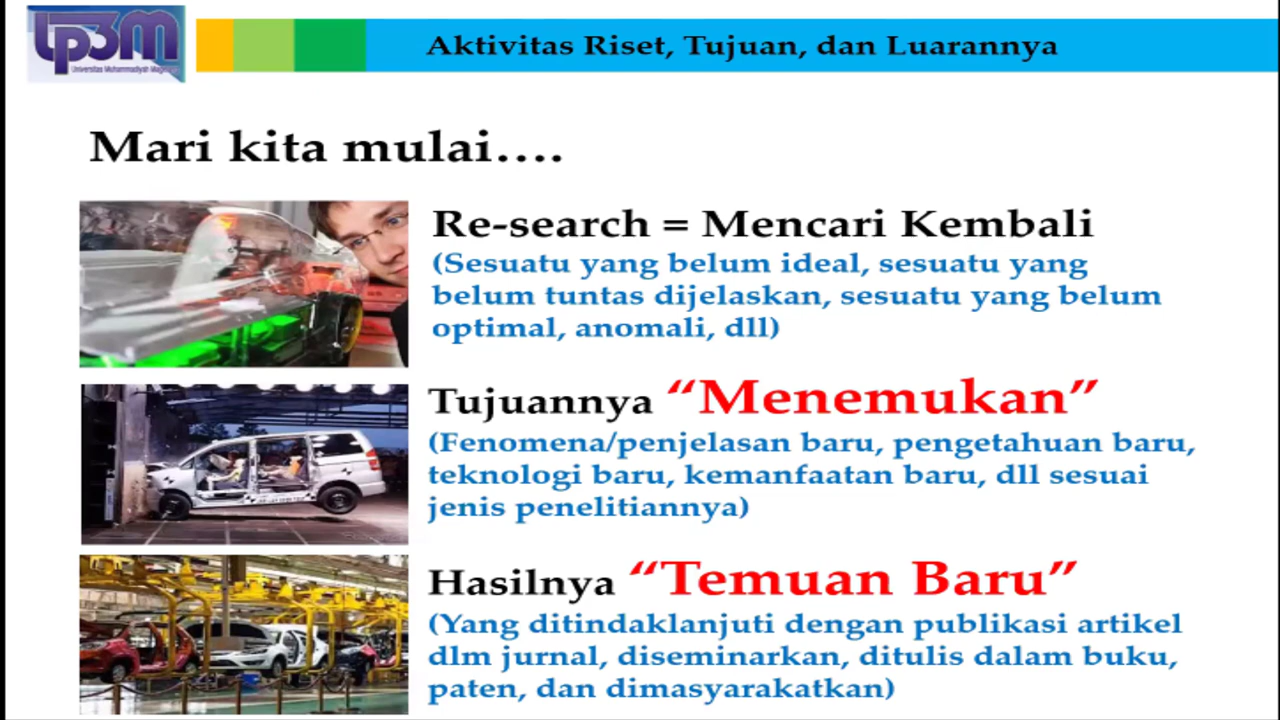 lp3m
Universitas Muhammadiyah Magelang
Aktivitas Riset, Tujuan, dan Luarannya
Mari kita mulai….
Re-search = Mencari Kembali
(Sesuatu yang belum ideal, sesuatu yang
belum tuntas dijelaskan, sesuatu yang belum
optimal, anomali, dll)
Tujuannya “Menemukan”
(Fenomena/penjelasan baru, pengetahuan baru,
teknologi baru, kemanfaatan baru, dll sesuai
jenis penelitiannya)
Hasilnya “Temuan Baru”
(Yang ditindaklanjuti dengan publikasi artikel
dlm jurnal, diseminarkan, ditulis dalam buku,
paten, dan dimasyarakatkan)